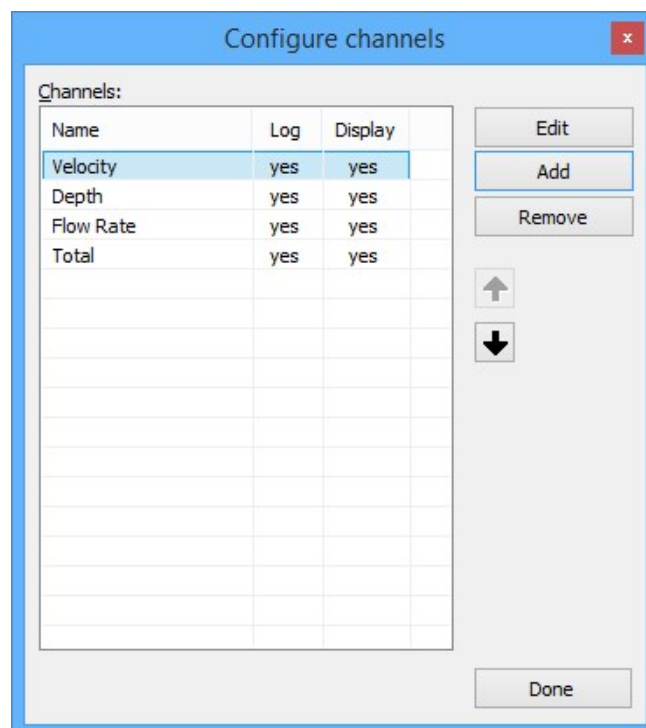 Configure channels
x
Channels:
Name Log Display
Velocity yes yes
Depth yes yes
Flow Rate yes yes
Total yes yes
Edit
Add
Remove
Done